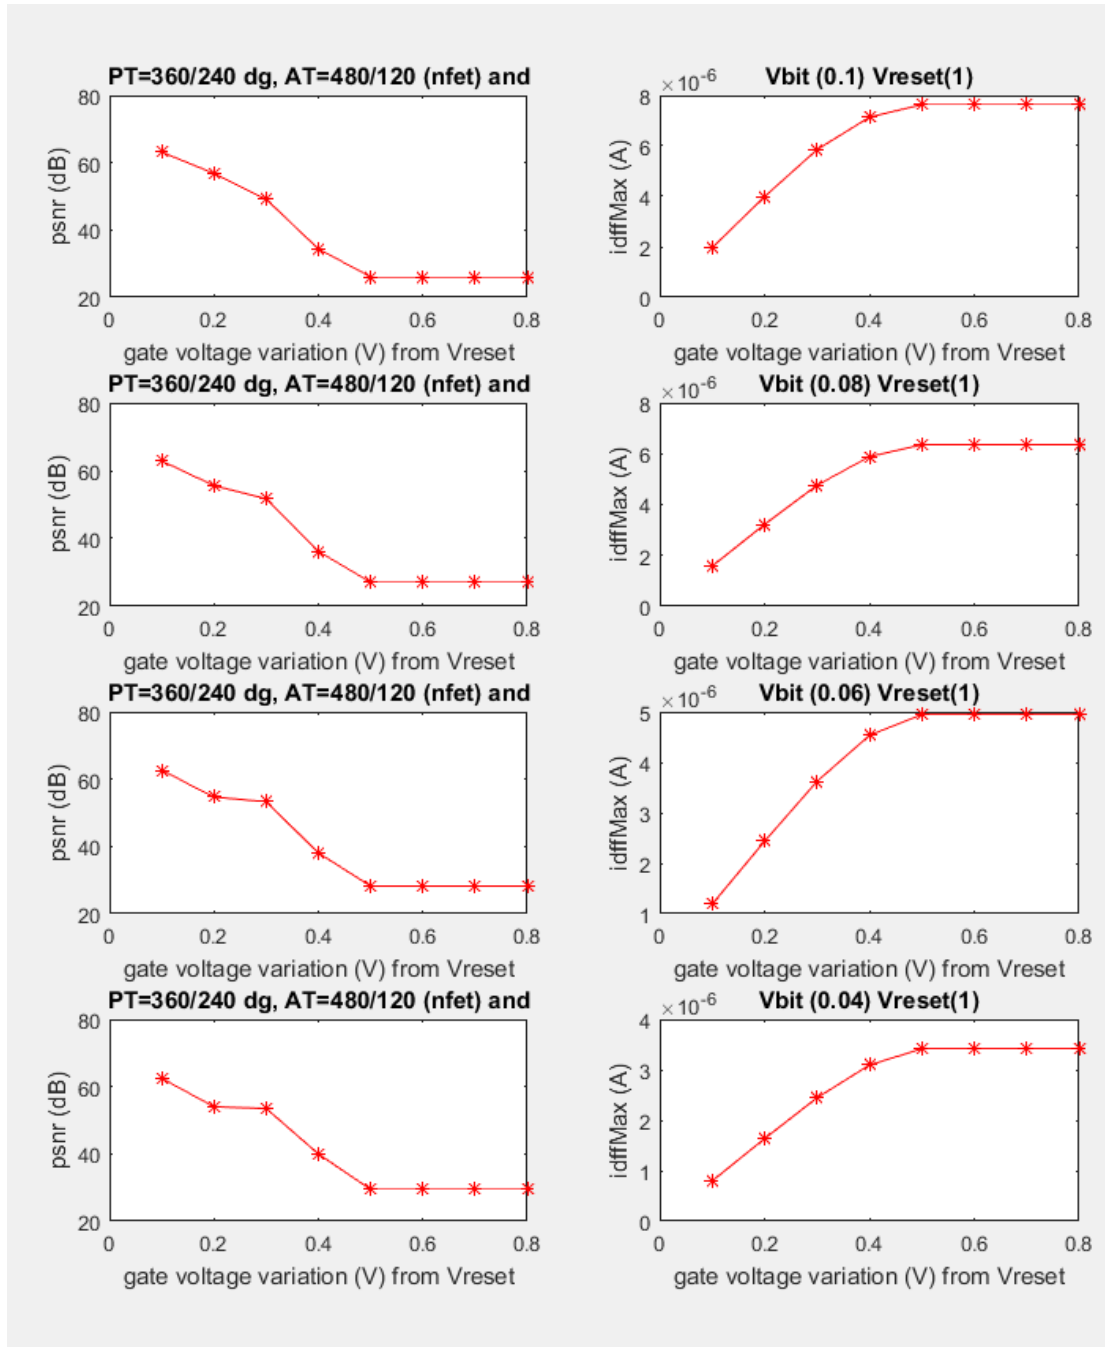 PT=360/240 dg, AT=480/120 (nfet) and
80
60
40
20
psnr (dB)
0 0.2 0.4 0.6 0.8
gate voltage variation (V) from Vreset
×10-6 Vbit (0.1) Vreset(1)
8
6
4
2
0
idffMax (A)
0 0.2 0.4 0.6 0.8
gate voltage variation (V) from Vreset
PT=360/240 dg, AT=480/120 (nfet) and
80
60
40
20
psnr (dB)
0 0.2 0.4 0.6 0.8
gate voltage variation (V) from Vreset
×10-6 Vbit (0.08) Vreset(1)
8
6
4
2
0
idffMax (A)
0 0.2 0.4 0.6 0.8
gate voltage variation (V) from Vreset
PT=360/240 dg, AT=480/120 (nfet) and
80
60
40
20
psnr (dB)
0 0.2 0.4 0.6 0.8
gate voltage variation (V) from Vreset
×10-6 Vbit (0.06) Vreset(1)
5
4
3
2
1
idffMax (A)
0 0.2 0.4 0.6 0.8
gate voltage variation (V) from Vreset
PT=360/240 dg, AT=480/120 (nfet) and
80
60
40
20
psnr (dB)
0 0.2 0.4 0.6 0.8
gate voltage variation (V) from Vreset
×10-6 Vbit (0.04) Vreset(1)
4
3
2
1
0
idffMax (A)
0 0.2 0.4 0.6 0.8
gate voltage variation (V) from Vreset